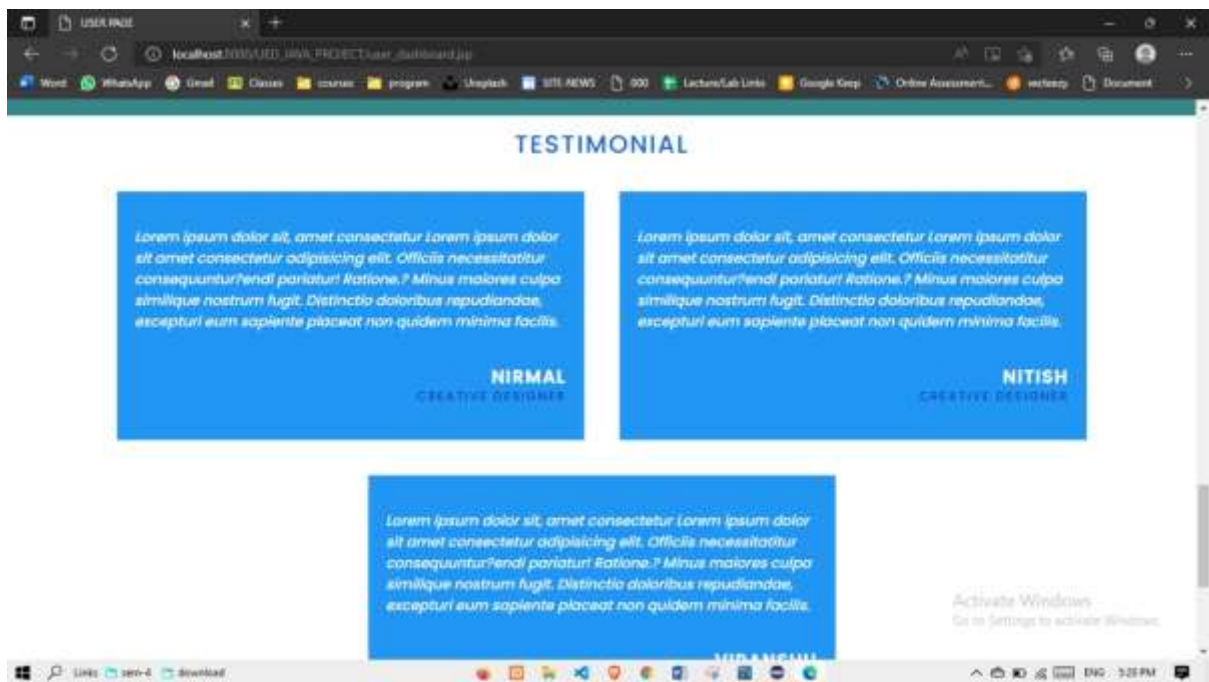 USER PAGE
localhost
Word WhatsApp Gmail Classes courses program Unsplash SITE NEWS 000 Lecture/Lab Links Google Keep Online Assessment... vecteezy Document
TESTIMONIAL
Lorem ipsum dolor sit, amet consectetur Lorem ipsum dolor
sit amet consectetur adipisicing elit. Officiis necessitatitur
consequuntur?endi pariatur! Ratione.? Minus maiores culpa
similique nostrum fugit. Distinctio doloribus repudiandae,
excepturi eum sapiente placeat non quidem minima facilis.
NIRMAL
CREATIVE DESIGNER
Lorem ipsum dolor sit, amet consectetur Lorem ipsum dolor
sit amet consectetur adipisicing elit. Officiis necessitatitur
consequuntur?endi pariatur! Ratione.? Minus maiores culpa
similique nostrum fugit. Distinctio doloribus repudiandae,
excepturi eum sapiente placeat non quidem minima facilis.
NITISH
CREATIVE DESIGNER
Lorem ipsum dolor sit, amet consectetur Lorem ipsum dolor
sit amet consectetur adipisicing elit. Officiis necessitatitur
consequuntur?endi pariatur! Ratione.? Minus maiores culpa
similique nostrum fugit. Distinctio doloribus repudiandae,
excepturi eum sapiente placeat non quidem minima facilis.
Activate Windows
Go to Settings to activate Windows.
Links sem-4 download
ENG 5:28 PM